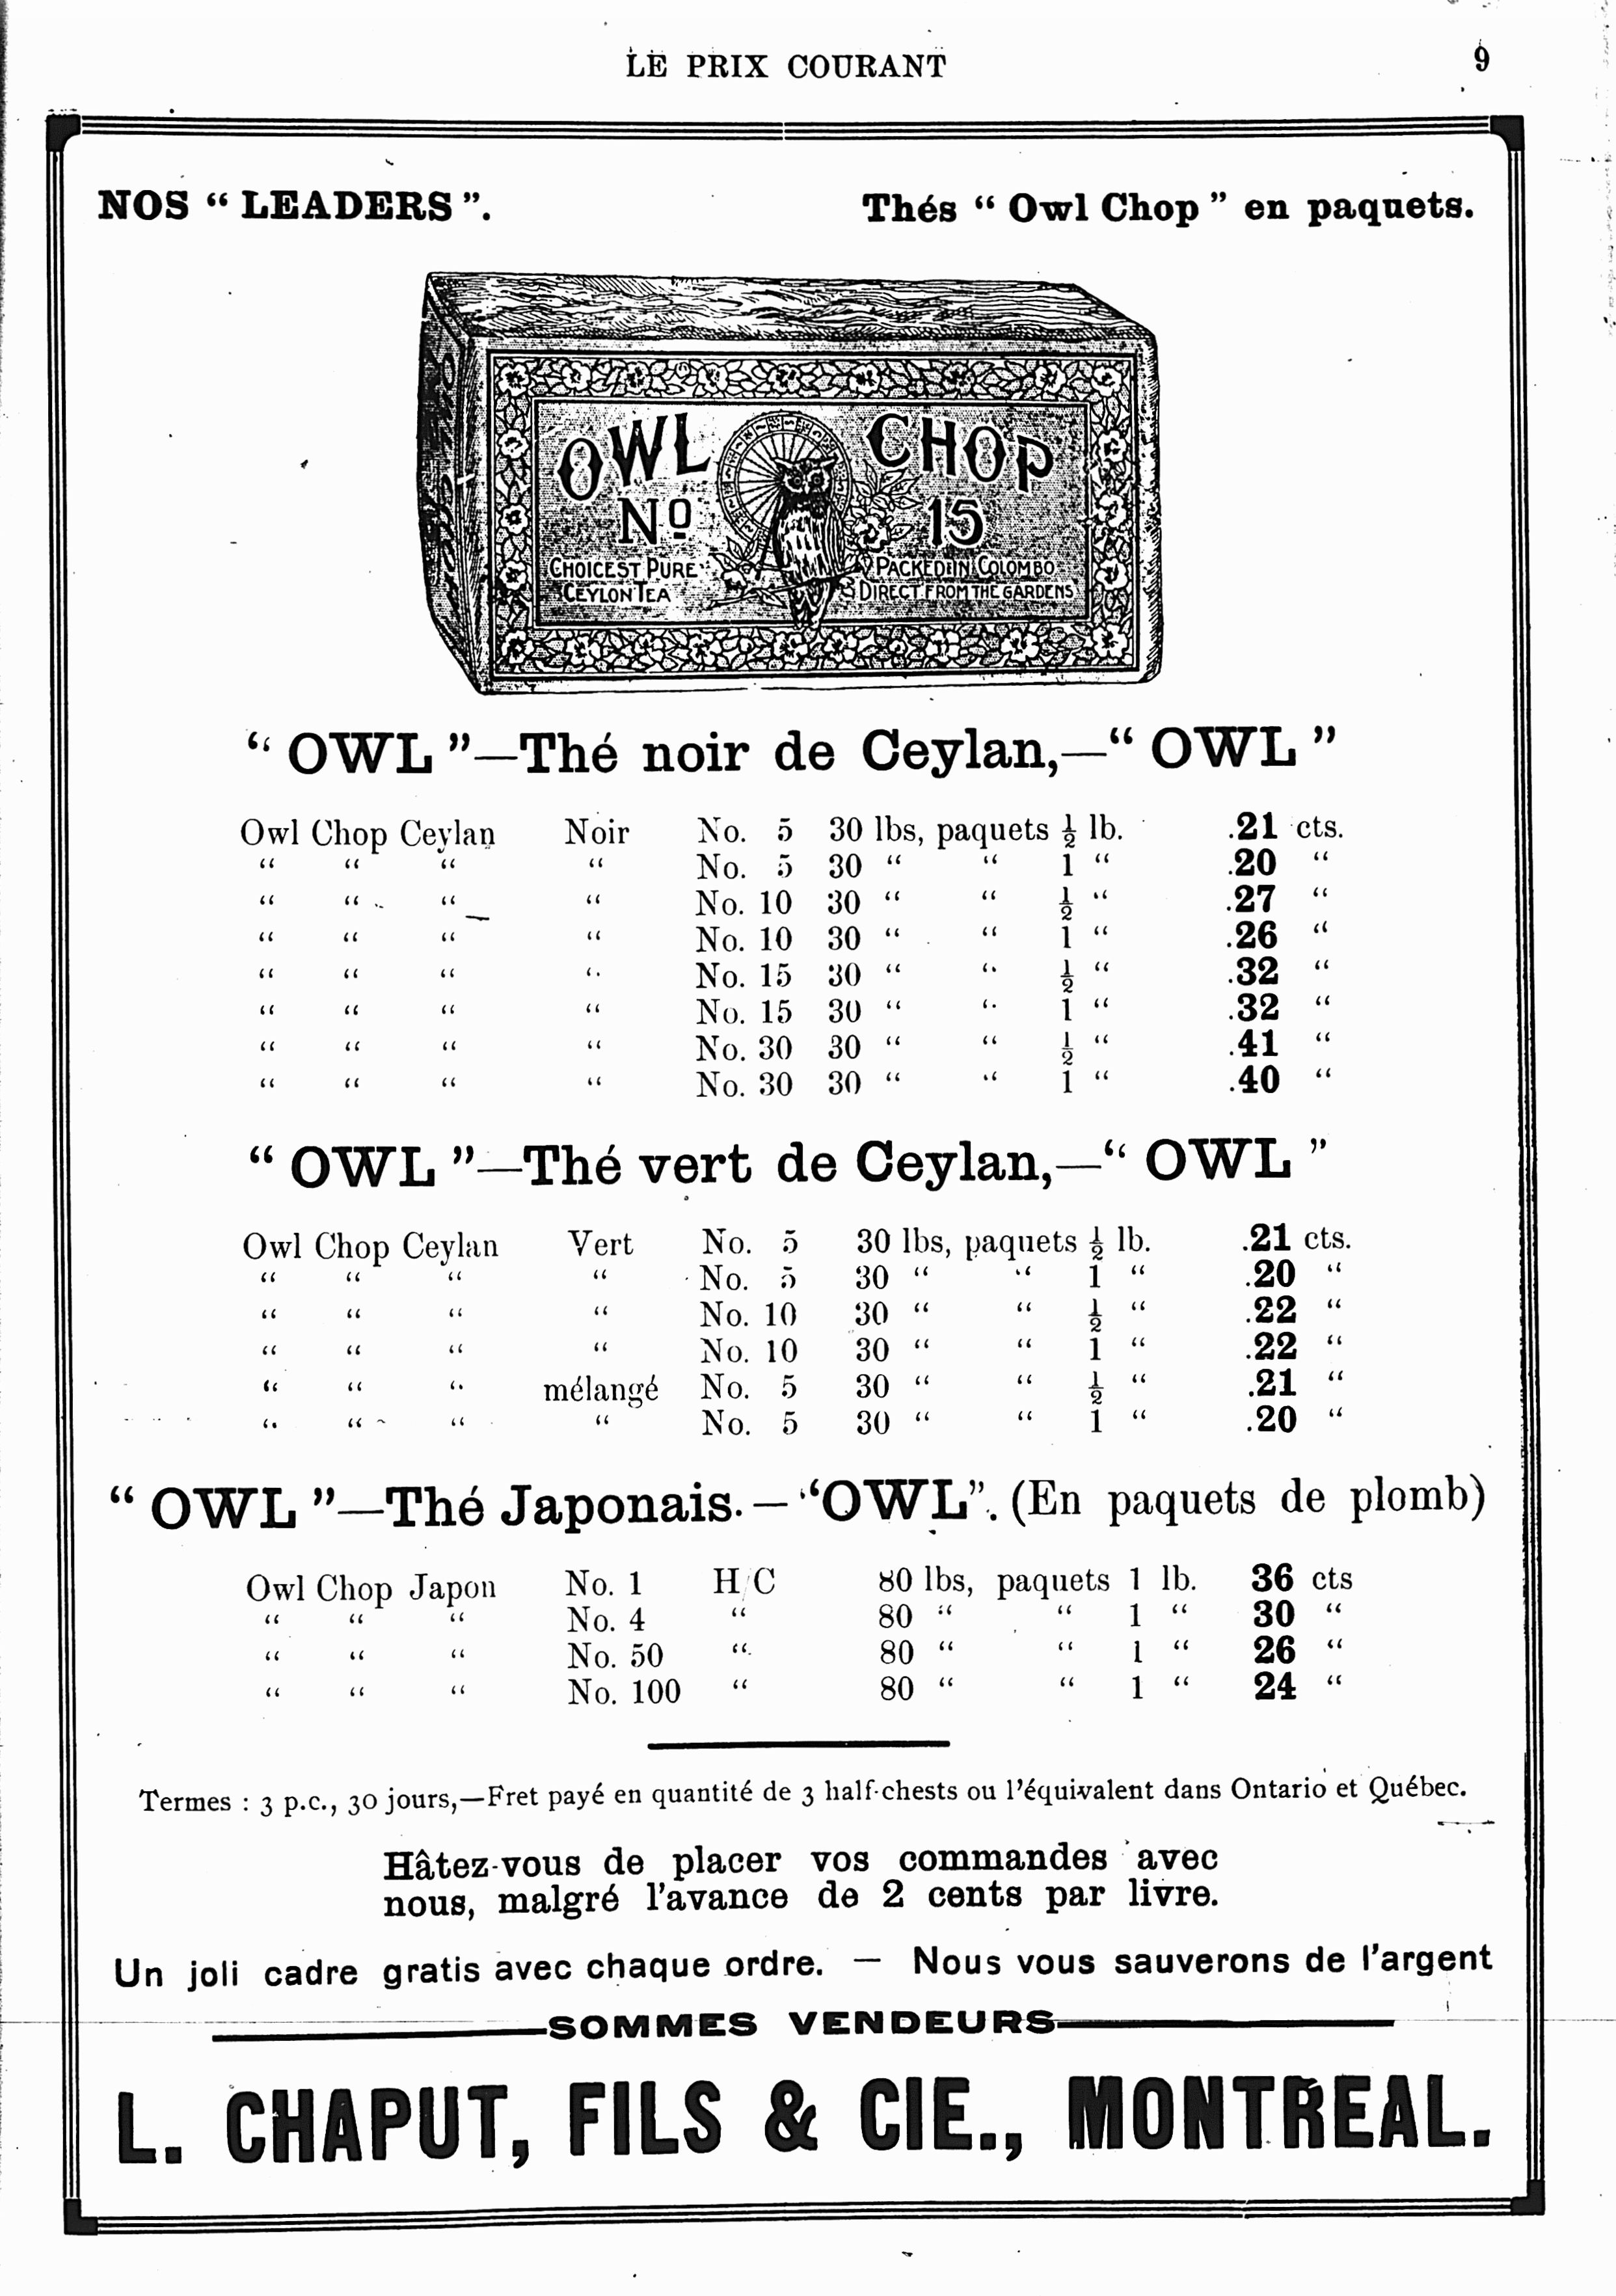 LE PRIX COURANT 9
NOS “ LEADERS ”. Thés “ Owl Chop ” en paquets.
OWL CHOP
No 15
CHOICEST PURE PACKED IN COLOMBO
CEYLON TEA DIRECT FROM THE GARDENS
“ OWL ”—Thé noir de Ceylan,—“ OWL ”
Owl Chop Ceylan Noir No. 5 30 lbs, paquets ½ lb. .21 cts.
“ “ “ “ No. 5 30 “ “ 1 “ .20 “
“ “ “ “ No. 10 30 “ “ ½ “ .27 “
“ “ “ “ No. 10 30 “ “ 1 “ .26 “
“ “ “ “ No. 15 30 “ “ ½ “ .32 “
“ “ “ “ No. 15 30 “ “ 1 “ .32 “
“ “ “ “ No. 30 30 “ “ ½ “ .41 “
“ “ “ “ No. 30 30 “ “ 1 “ .40 “
“ OWL ”—Thé vert de Ceylan,—“ OWL ”
Owl Chop Ceylan Vert No. 5 30 lbs, paquets ½ lb. .21 cts.
“ “ “ “ No. 5 30 “ “ 1 “ .20 “
“ “ “ “ No. 10 30 “ “ ½ “ .22 “
“ “ “ “ No. 10 30 “ “ 1 “ .22 “
“ “ “ mélangé No. 5 30 “ “ ½ “ .21 “
“ “ “ “ No. 5 30 “ “ 1 “ .20 “
“ OWL ”—Thé Japonais.—“OWL”. (En paquets de plomb)
Owl Chop Japon No. 1 H C 80 lbs, paquets 1 lb. 36 cts
“ “ “ No. 4 “ 80 “ “ 1 “ 30 “
“ “ “ No. 50 “ 80 “ “ 1 “ 26 “
“ “ “ No. 100 “ 80 “ “ 1 “ 24 “
Termes : 3 p.c., 30 jours,—Fret payé en quantité de 3 half-chests ou l’équivalent dans Ontario et Québec.
Hâtez-vous de placer vos commandes avec
nous, malgré l’avance de 2 cents par livre.
Un joli cadre gratis avec chaque ordre. — Nous vous sauverons de l’argent
SOMMES VENDEURS
L. CHAPUT, FILS & CIE., MONTREAL.